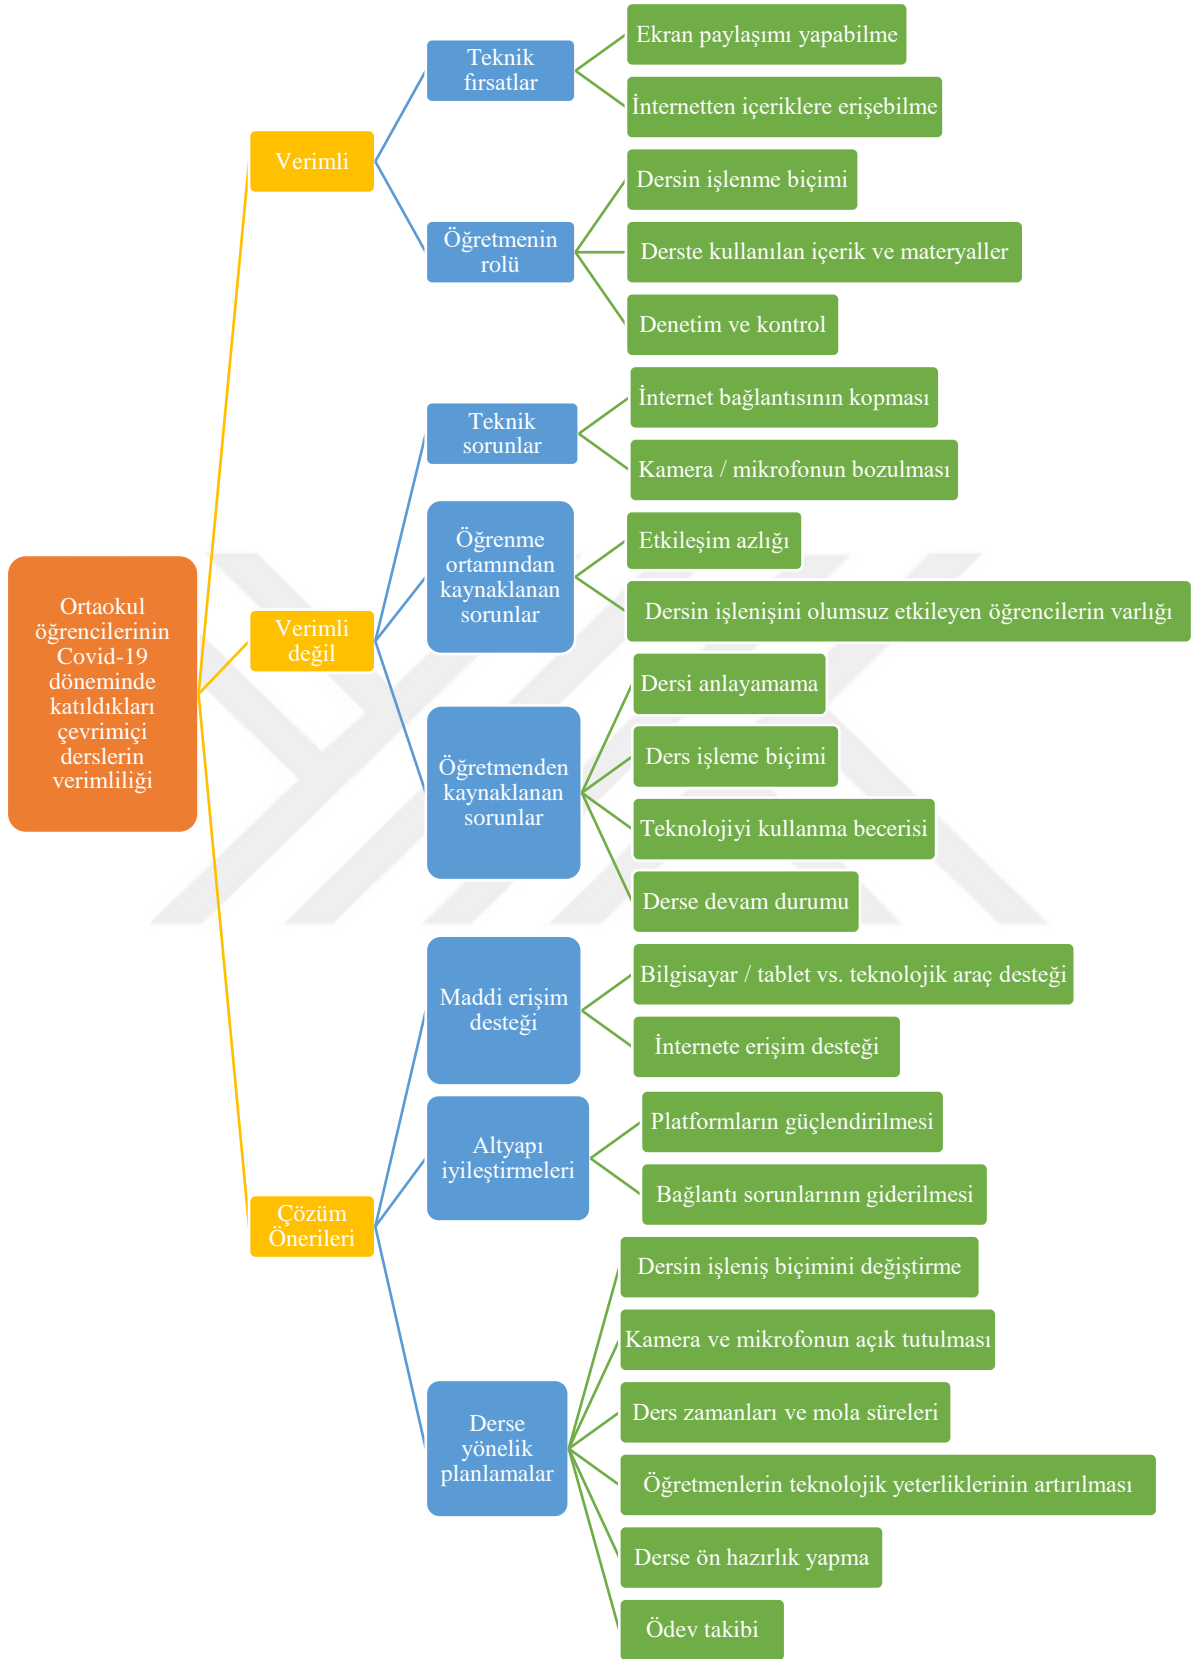 Ortaokul
öğrencilerinin
Covid-19
döneminde
katıldıkları
çevrimiçi
derslerin
verimliliği
Verimli
Teknik
fırsatlar
Ekran paylaşımı yapabilme
İnternetten içeriklere erişebilme
Öğretmenin
rolü
Dersin işlenme biçimi
Derste kullanılan içerik ve materyaller
Denetim ve kontrol
Verimli
değil
Teknik
sorunlar
İnternet bağlantısının kopması
Kamera / mikrofonun bozulması
Öğrenme
ortamından
kaynaklanan
sorunlar
Etkileşim azlığı
Dersin işlenişini olumsuz etkileyen öğrencilerin varlığı
Öğretmenden
kaynaklanan
sorunlar
Dersi anlayamama
Ders işleme biçimi
Teknolojiyi kullanma becerisi
Derse devam durumu
Çözüm
Önerileri
Maddi erişim
desteği
Bilgisayar / tablet vs. teknolojik araç desteği
İnternete erişim desteği
Altyapı
iyileştirmeleri
Platformların güçlendirilmesi
Bağlantı sorunlarının giderilmesi
Derse
yönelik
planlamalar
Dersin işleniş biçimini değiştirme
Kamera ve mikrofonun açık tutulması
Ders zamanları ve mola süreleri
Öğretmenlerin teknolojik yeterliklerinin artırılması
Derse ön hazırlık yapma
Ödev takibi